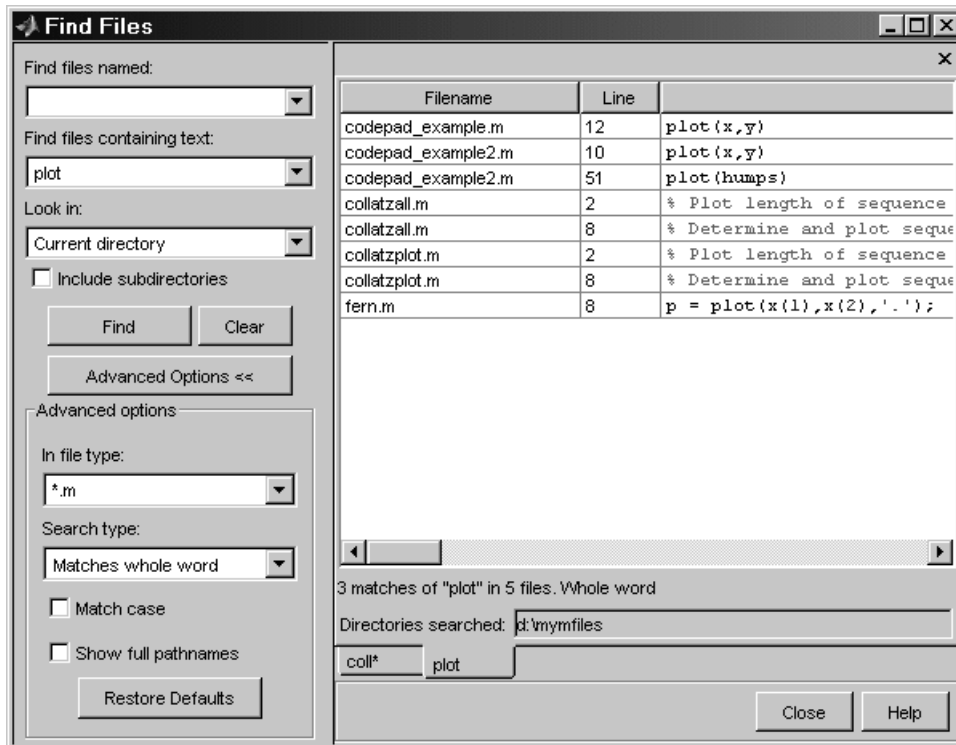 Find Files
Find files named:
Find files containing text:
plot
Look in:
Current directory
Include subdirectories
Find Clear
Advanced Options <<
Advanced options
In file type:
*.m
Search type:
Matches whole word
Match case
Show full pathnames
Restore Defaults
Filename Line
codepad_example.m 12 plot(x,y)
codepad_example2.m 10 plot(x,y)
codepad_example2.m 51 plot(humps)
collatzall.m 2 % Plot length of sequence
collatzall.m 8 % Determine and plot seque
collatzplot.m 2 % Plot length of sequence
collatzplot.m 8 % Determine and plot seque
fern.m 8 p = plot(x(1),x(2),'.');
3 matches of "plot" in 5 files. Whole word
Directories searched: d:\mymfiles
coll* plot
Close Help